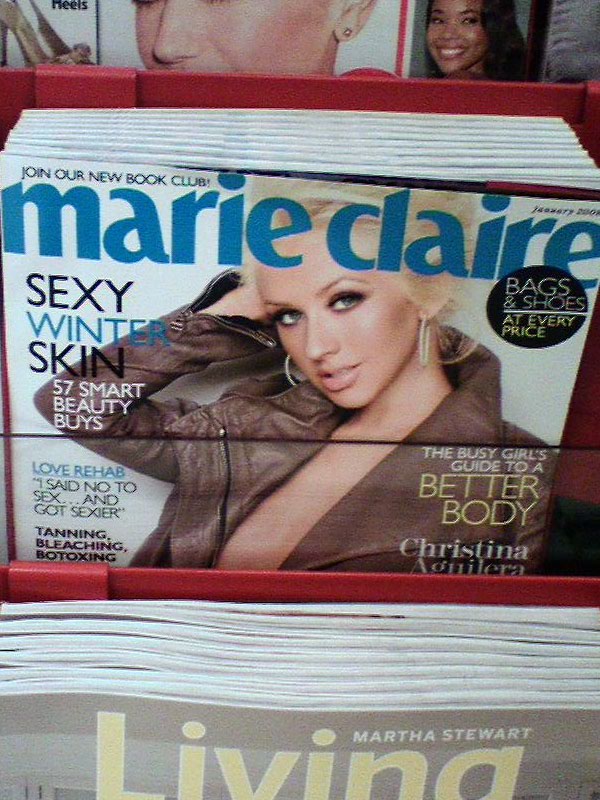 Heels
JOIN OUR NEW BOOK CLUB!
marie claire
January 2008
SEXY
WINTER
SKIN
57 SMART
BEAUTY
BUYS
BAGS
& SHOES
AT EVERY
PRICE
LOVE REHAB
"I SAID NO TO
SEX... AND
GOT SEXIER"
TANNING,
BLEACHING,
BOTOXING
THE BUSY GIRL'S
GUIDE TO A
BETTER
BODY
Christina
Aguilera
MARTHA STEWART
Living